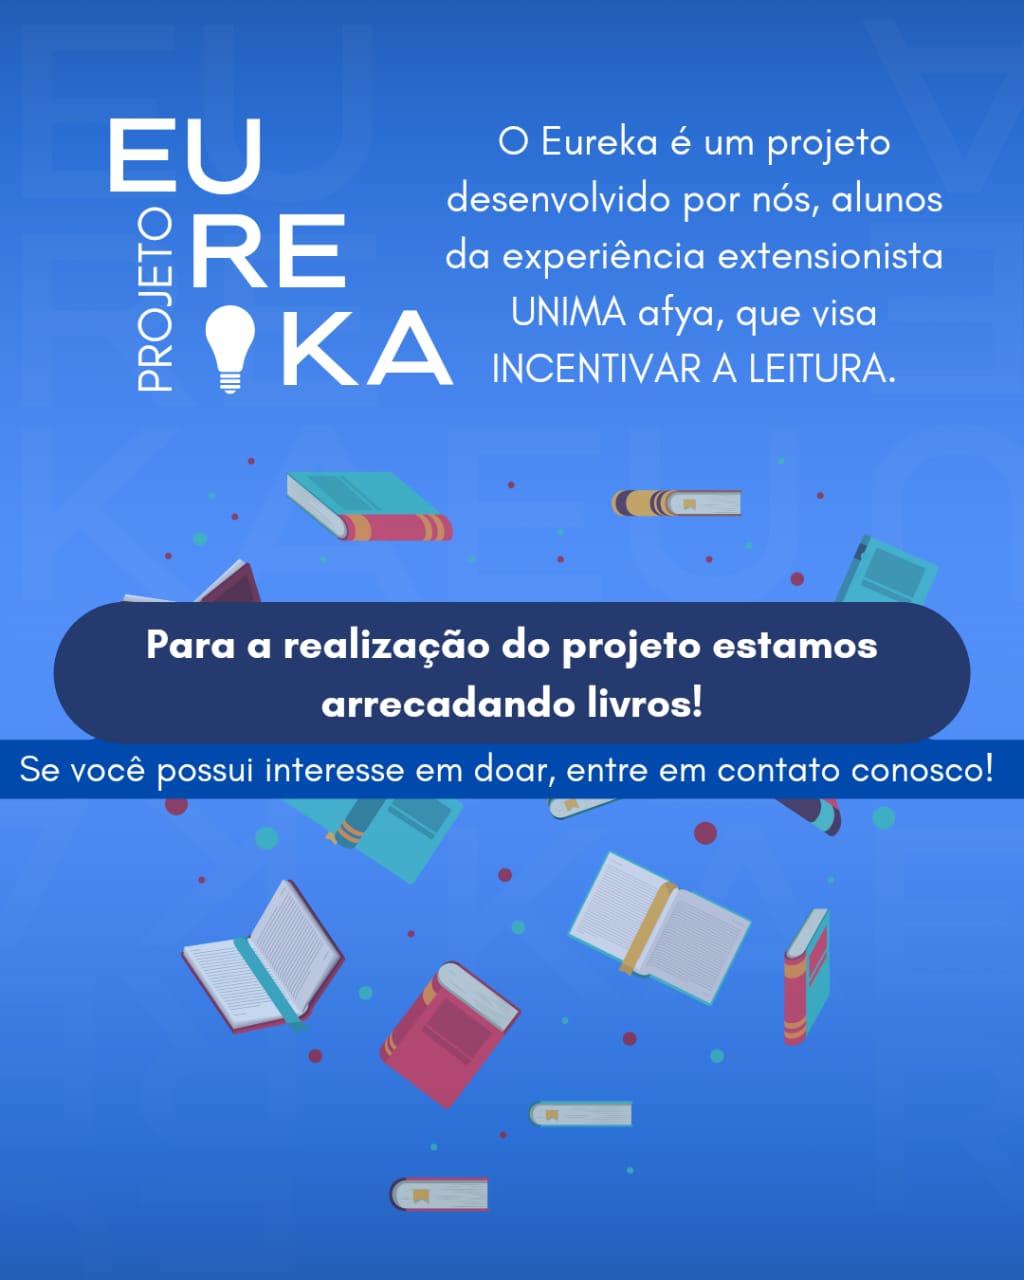 PROJETO
EU
RE
KA
O Eureka é um projeto
desenvolvido por nós, alunos
da experiência extensionista
UNIMA afya, que visa
INCENTIVAR A LEITURA.
Para a realização do projeto estamos
arrecadando livros!
Se você possui interesse em doar, entre em contato conosco!